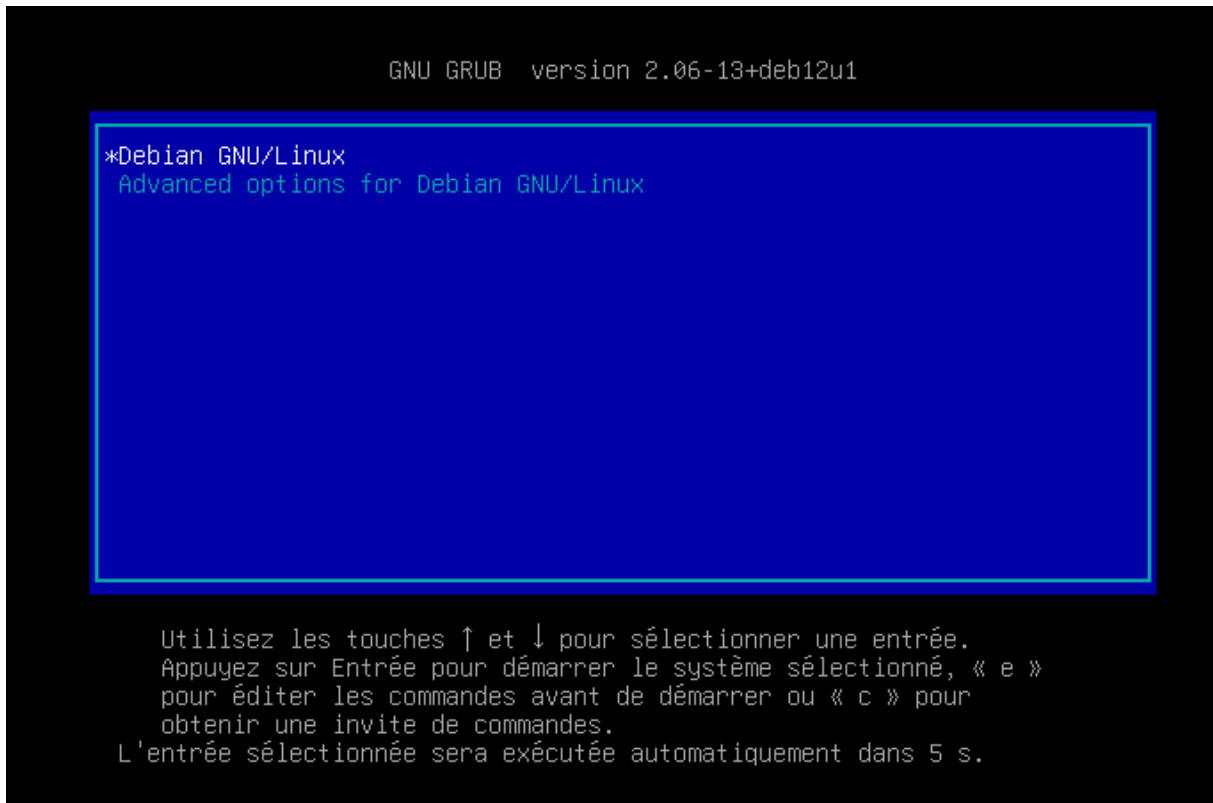 GNU GRUB  version 2.06-13+deb12u1
*Debian GNU/Linux
Advanced options for Debian GNU/Linux
Utilisez les touches ↑ et ↓ pour sélectionner une entrée.
Appuyez sur Entrée pour démarrer le système sélectionné, « e »
pour éditer les commandes avant de démarrer ou « c » pour
obtenir une invite de commandes.
L'entrée sélectionnée sera exécutée automatiquement dans 5 s.